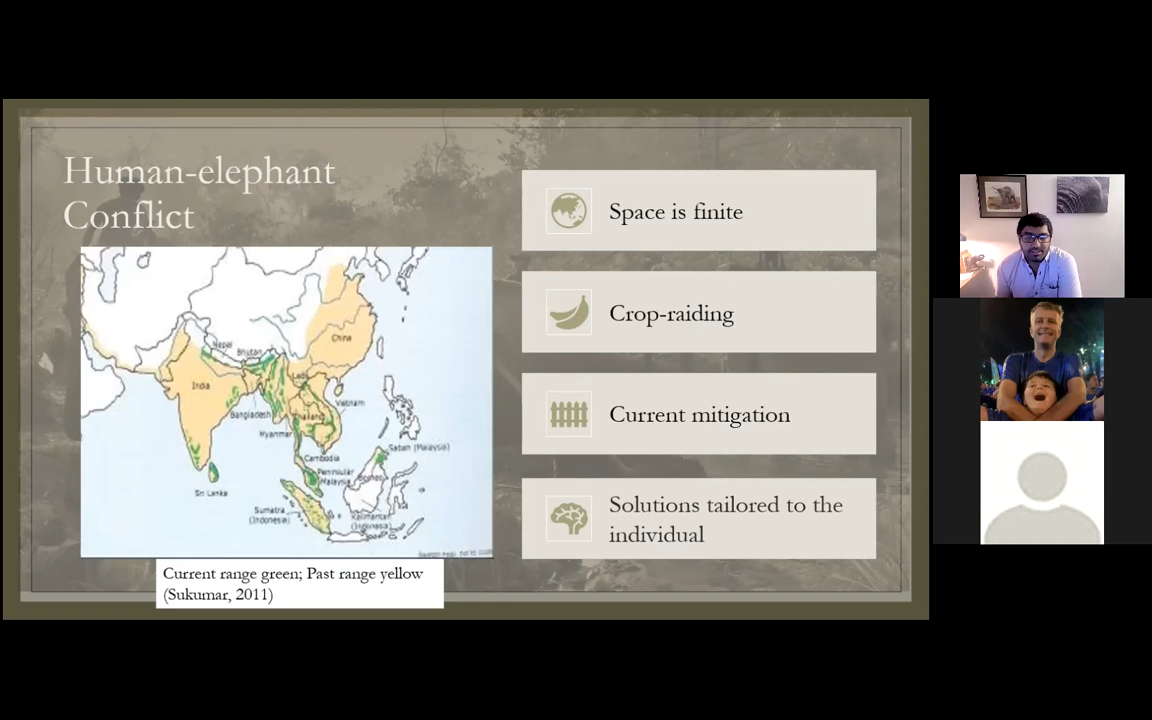 Human-elephant
Conflict
Space is finite
Crop-raiding
Current mitigation
Solutions tailored to the
individual
China
Nepal
Bhutan
India
Laos
Bangladesh
Thailand
Vietnam
Myanmar
Cambodia
Sabah (Malaysia)
Peninsular
Malaysia
Borneo
Sri Lanka
Sumatra
(Indonesia)
Kalimantan
(Indonesia)
Current range green; Past range yellow
(Sukumar, 2011)